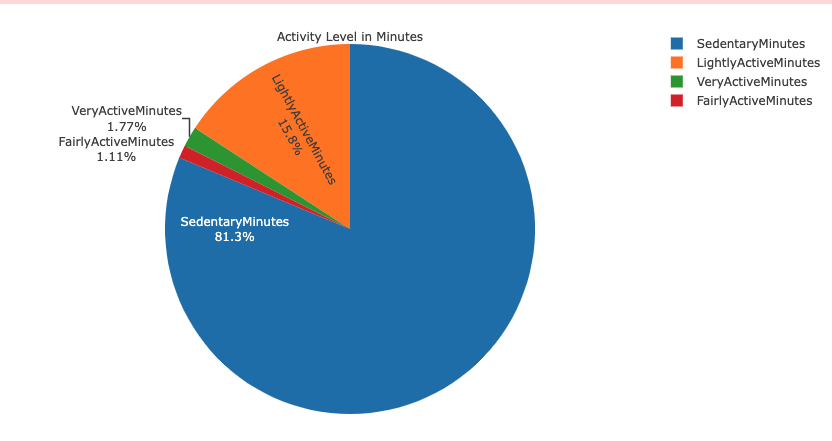 Activity Level in Minutes
SedentaryMinutes
LightlyActiveMinutes
VeryActiveMinutes
FairlyActiveMinutes
LightlyActiveMinutes
15.8%
VeryActiveMinutes
1.77%
FairlyActiveMinutes
1.11%
SedentaryMinutes
81.3%